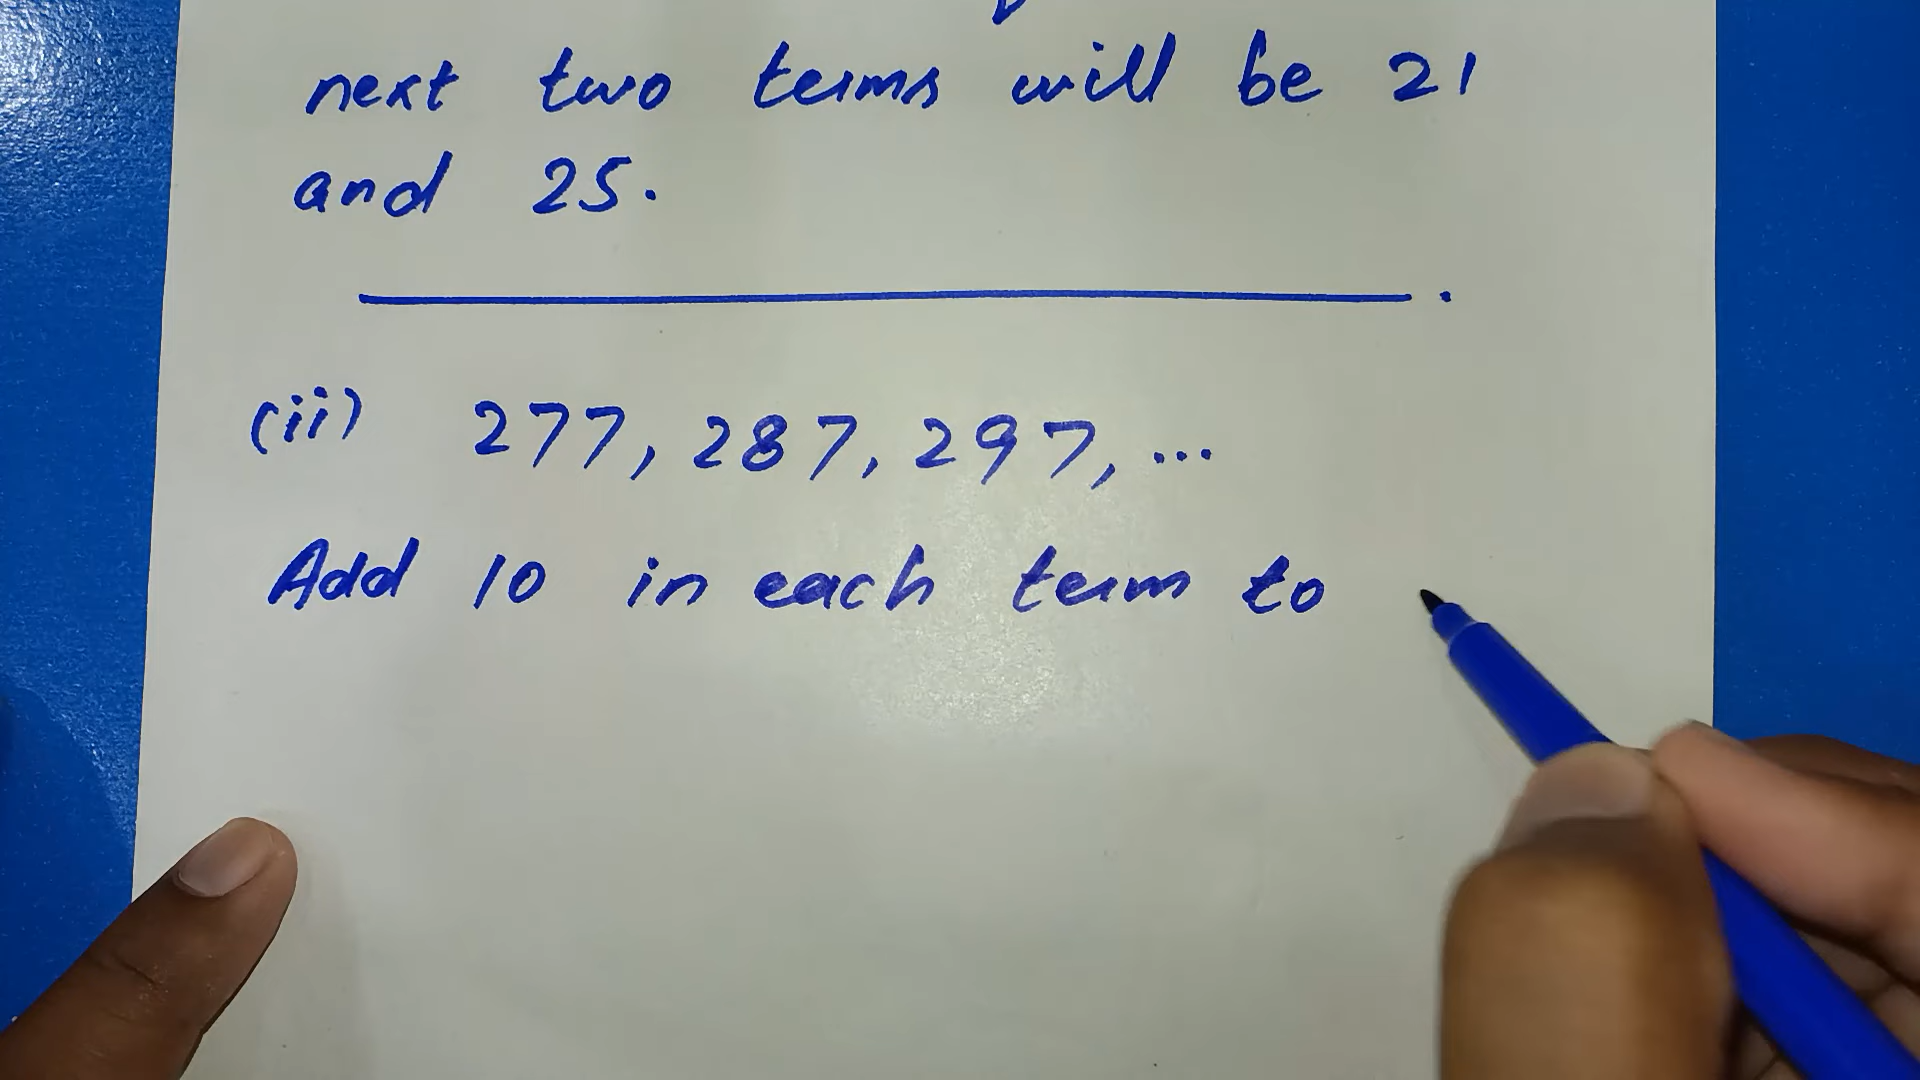 next two terms will be 21
and 25.
(ii) 277, 287, 297, ...
Add 10 in each term to